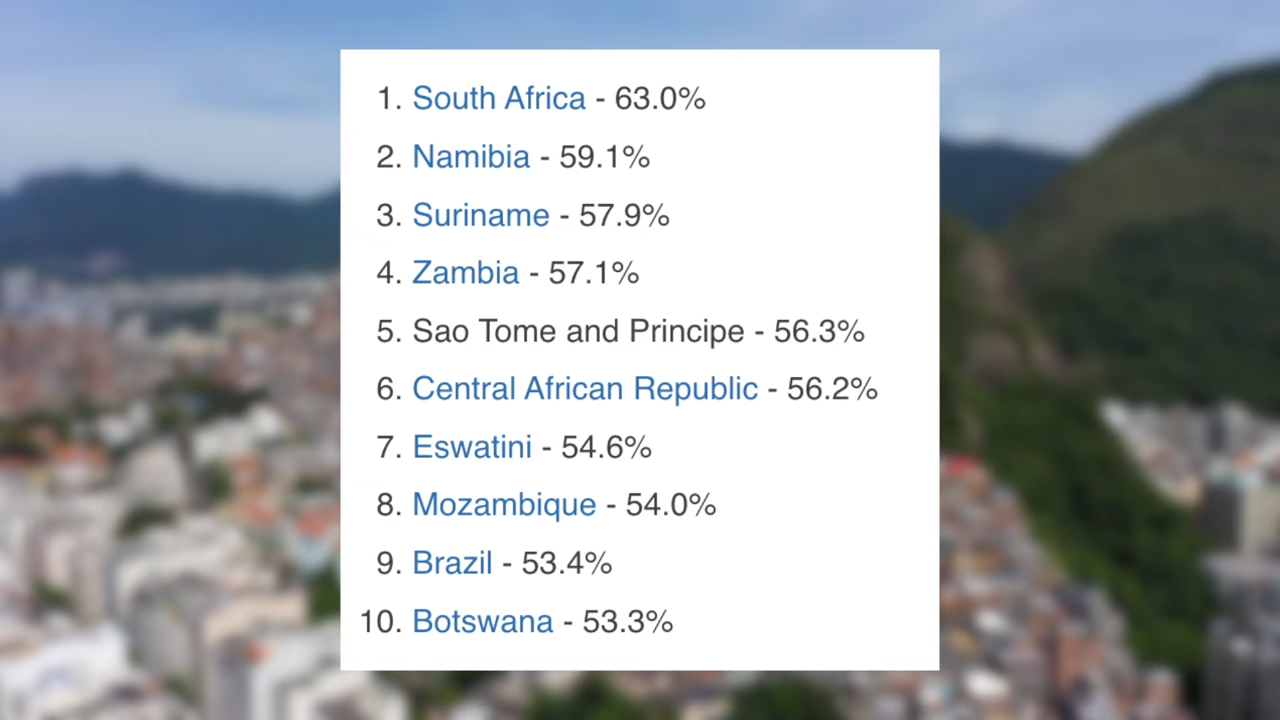 1. South Africa - 63.0%
2. Namibia - 59.1%
3. Suriname - 57.9%
4. Zambia - 57.1%
5. Sao Tome and Principe - 56.3%
6. Central African Republic - 56.2%
7. Eswatini - 54.6%
8. Mozambique - 54.0%
9. Brazil - 53.4%
10. Botswana - 53.3%